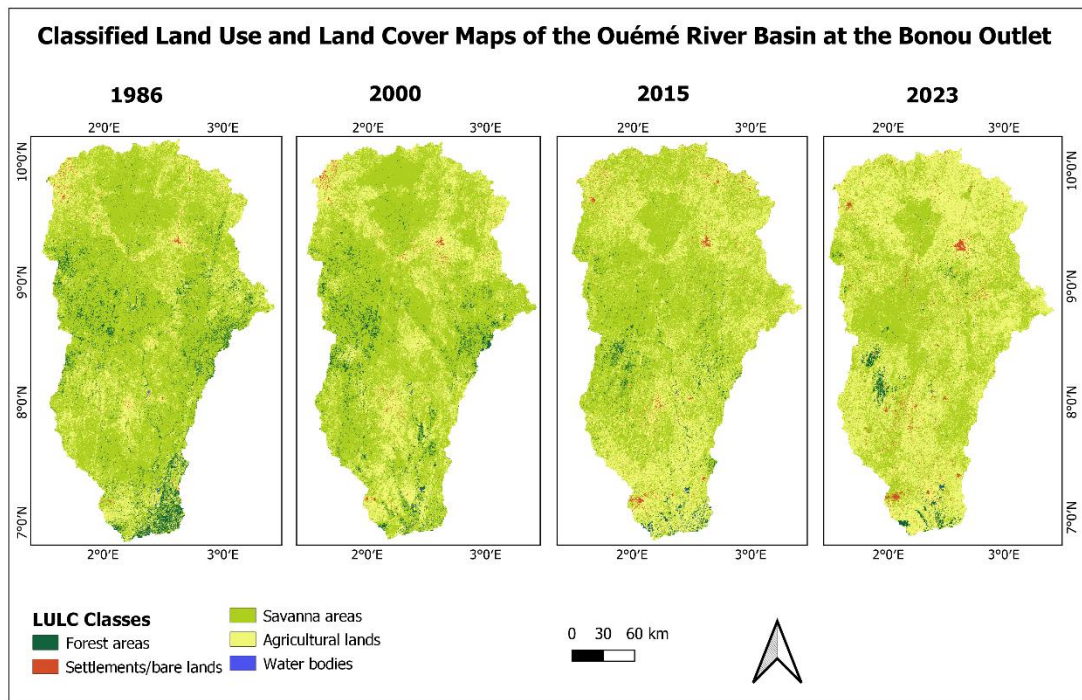 Classified Land Use and Land Cover Maps of the Ouémé River Basin at the Bonou Outlet
1986
2000
2015
2023
2°0'E 3°0'E
2°0'E 3°0'E
2°0'E 3°0'E
2°0'E 3°0'E
10°0'N
9°0'N
8°0'N
7°0'N
10°0'N
9°0'N
8°0'N
7°0'N
2°0'E 3°0'E
2°0'E 3°0'E
2°0'E 3°0'E
2°0'E 3°0'E
LULC Classes
Forest areas
Settlements/bare lands
Savanna areas
Agricultural lands
Water bodies
0 30 60 km